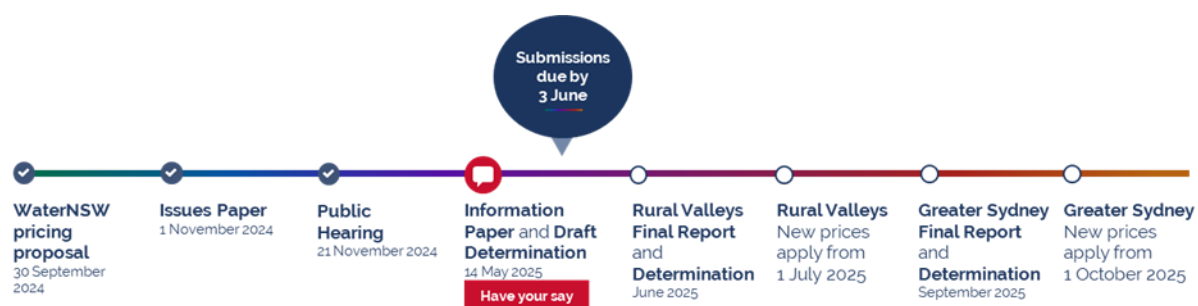 Submissions
due by
3 June
WaterNSW
pricing
proposal
30 September
2024
Issues Paper
1 November 2024
Public
Hearing
21 November 2024
Information
Paper and Draft
Determination
14 May 2025
Have your say
Rural Valleys
Final Report
and
Determination
June 2025
Rural Valleys
New prices
apply from
1 July 2025
Greater Sydney
Final Report
and
Determination
September 2025
Greater Sydney
New prices
apply from
1 October 2025